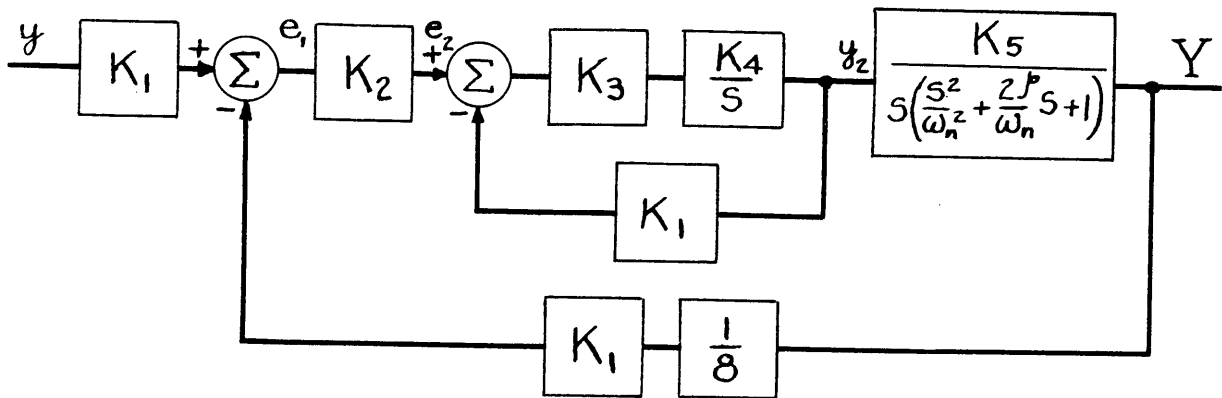 y
K₁
+
Σ
-
e₁
K₂
e₂
+
Σ
-
K₃
K₄
S
y₂
K₅
S(S²/ωₙ² + 2ρ/ωₙ S + 1)
Y
K₁
K₁
1
8